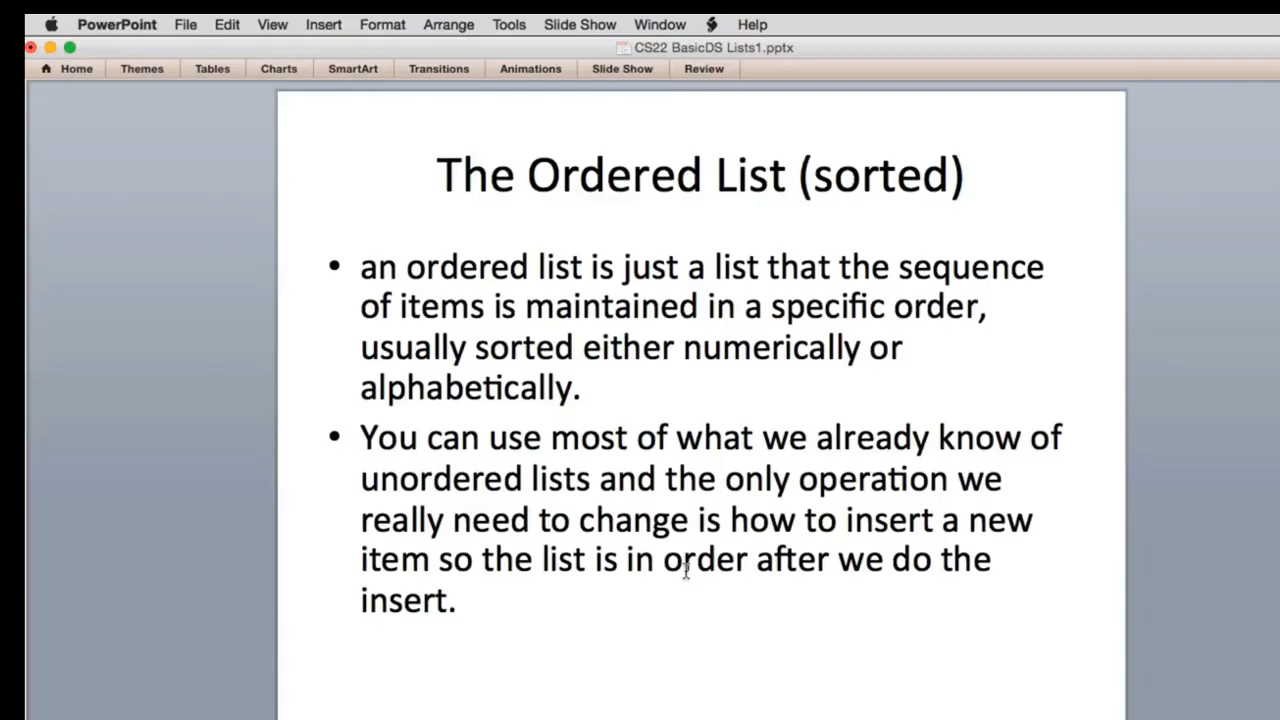 PowerPoint File Edit View Insert Format Arrange Tools Slide Show Window Help
CS22 BasicDS Lists1.pptx
Home Themes Tables Charts SmartArt Transitions Animations Slide Show Review
The Ordered List (sorted)
• an ordered list is just a list that the sequence
of items is maintained in a specific order,
usually sorted either numerically or
alphabetically.
• You can use most of what we already know of
unordered lists and the only operation we
really need to change is how to insert a new
item so the list is in order after we do the
insert.